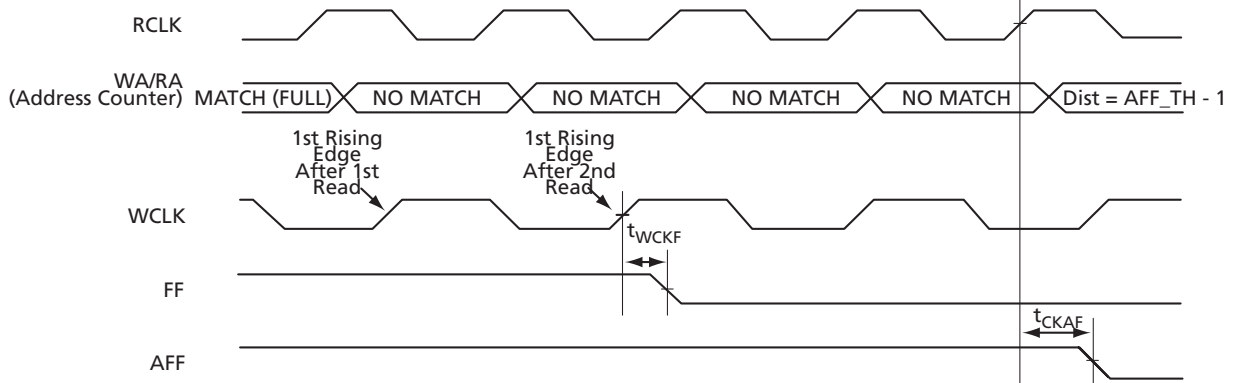 RCLK
WA/RA
(Address Counter)
MATCH (FULL)
NO MATCH
NO MATCH
NO MATCH
NO MATCH
Dist = AFF_TH - 1
1st Rising
Edge
After 1st
Read
1st Rising
Edge
After 2nd
Read
WCLK
tWCKF
FF
tCKAF
AFF